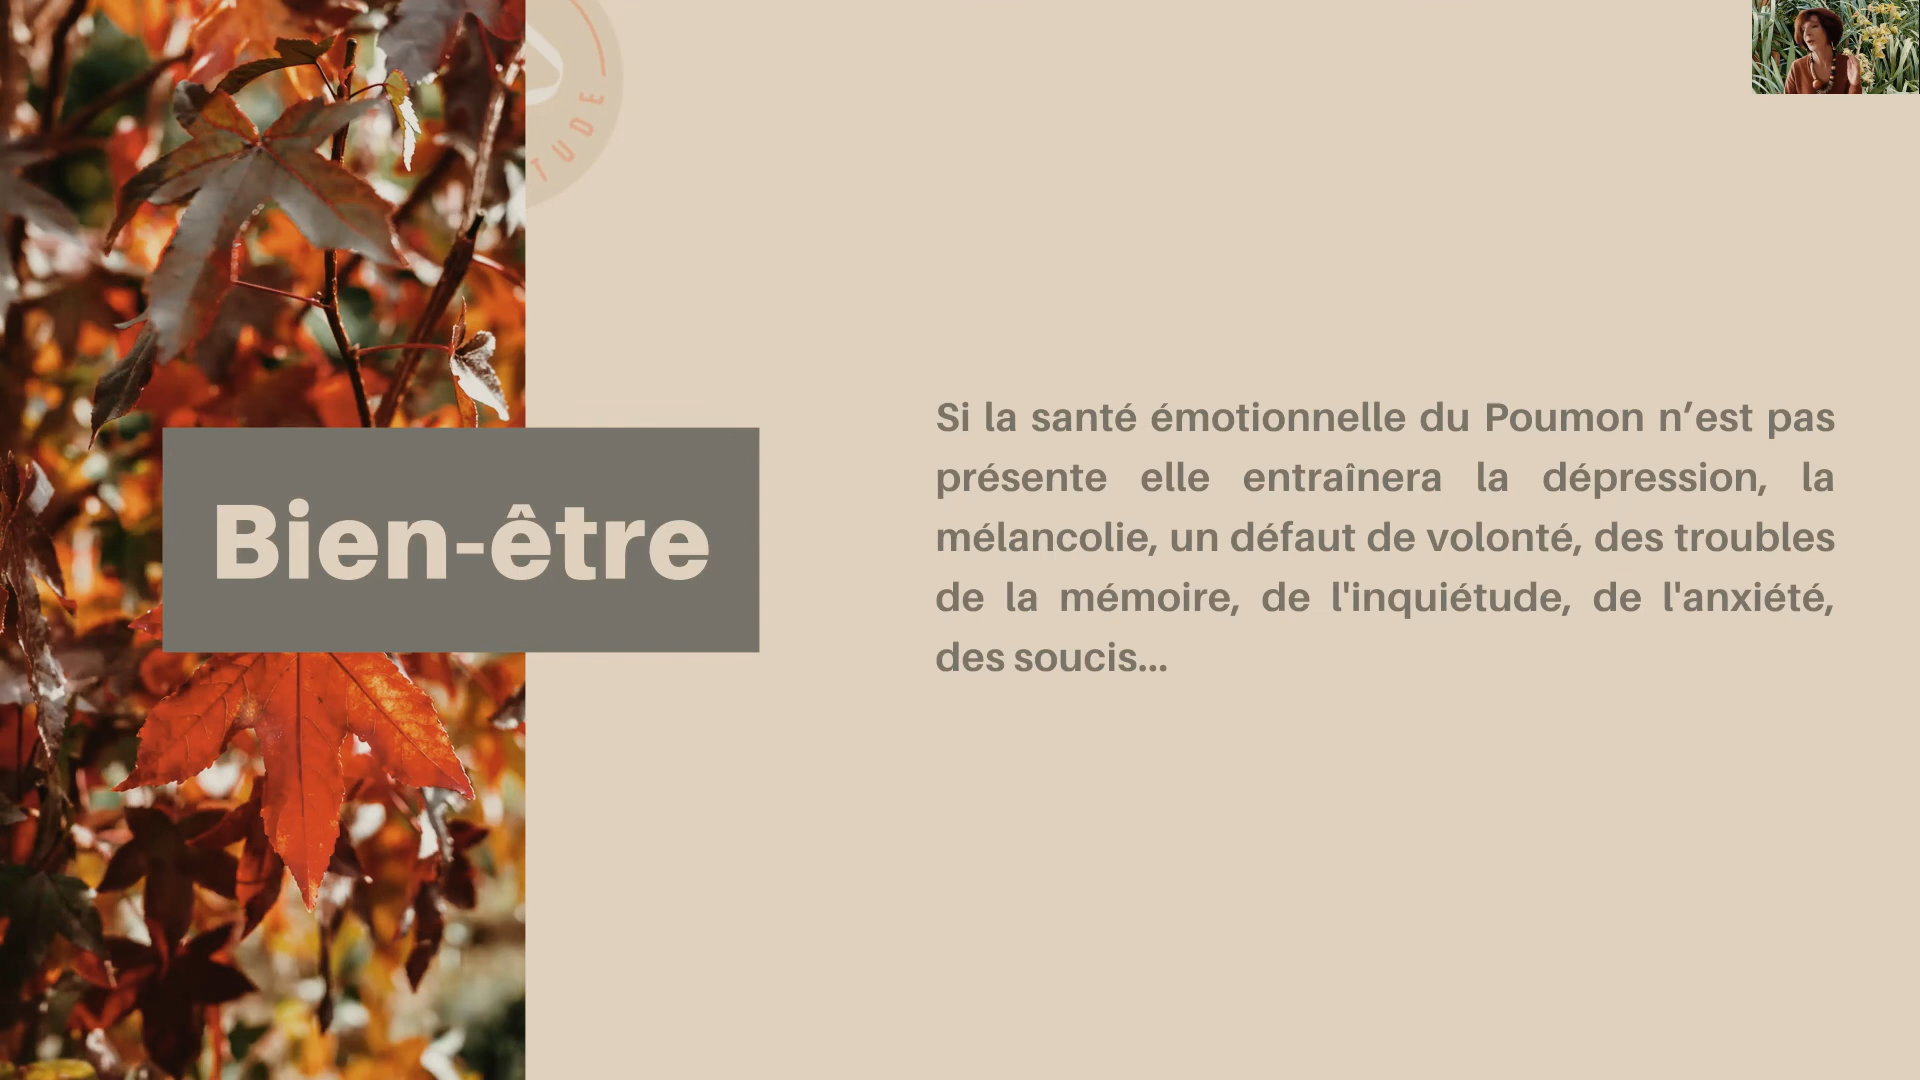 TUDE
Bien-être
Si la santé émotionnelle du Poumon n’est pas
présente elle entraînera la dépression, la
mélancolie, un défaut de volonté, des troubles
de la mémoire, de l'inquiétude, de l'anxiété,
des soucis...